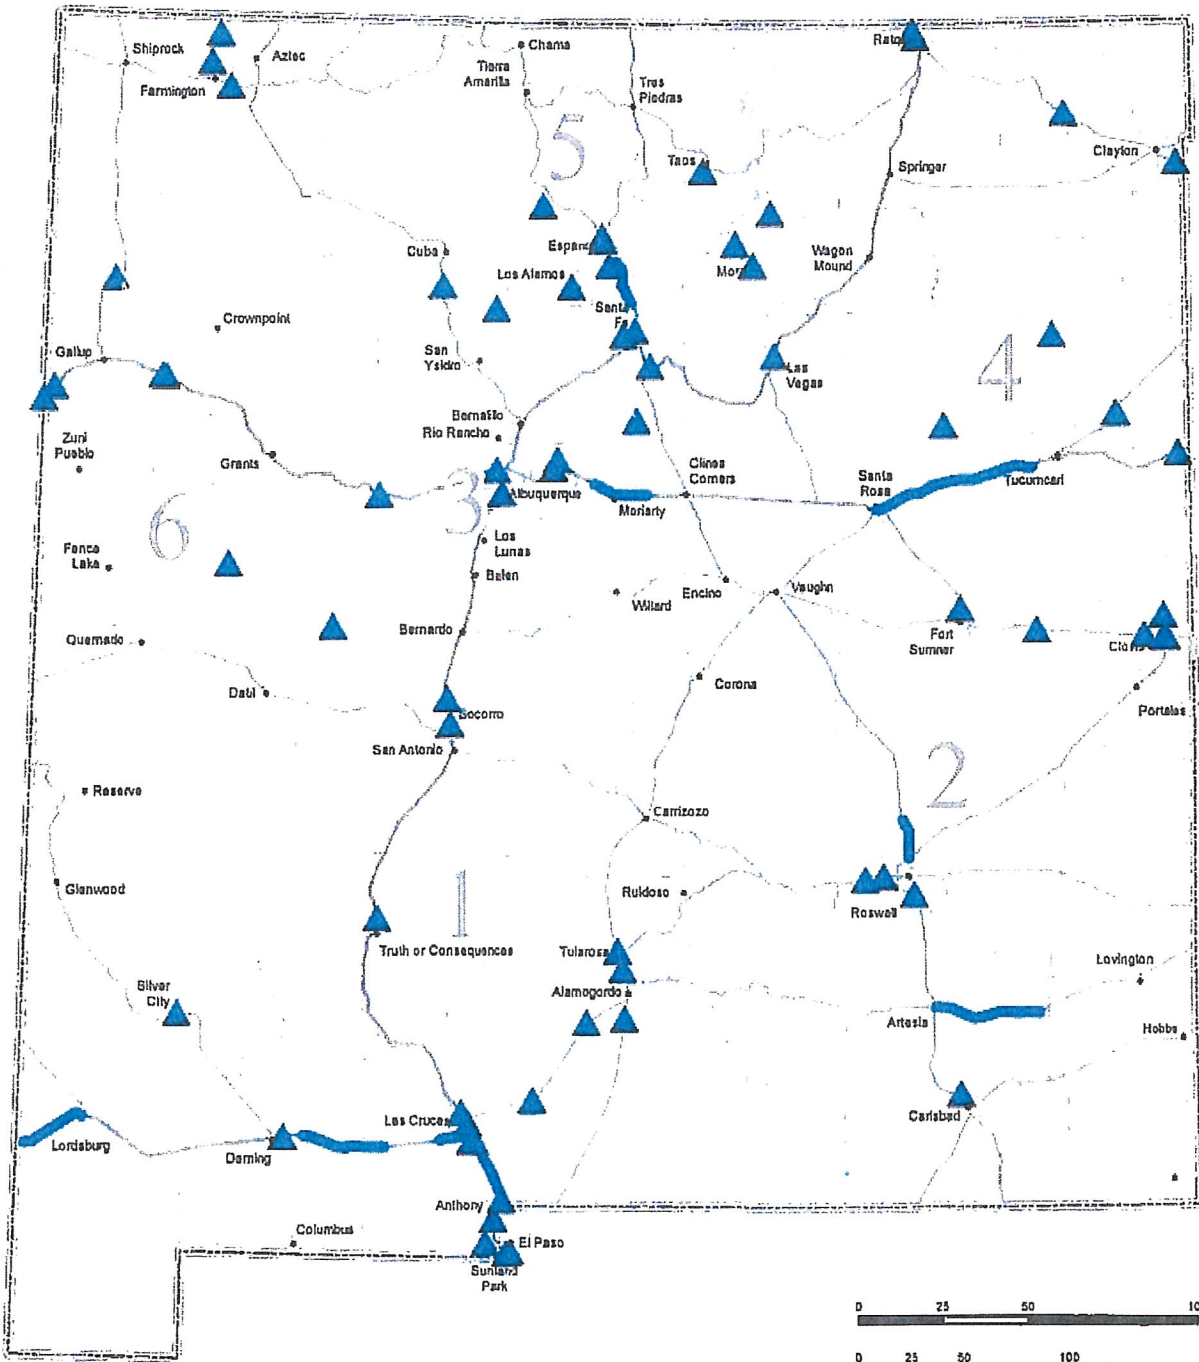 Shiprock
Aztec
Farmington
Chama
Tierra
Amarilla
Tres
Piedras
5
Taos
Springer
Clayton
Cuba
Los Alamos
Wagon
Mound
Crownpoint
Gallup
San
Ysidro
Santa
Fe
Las
Vegas
4
Bernalillo
Rio Rancho
Zuni
Pueblo
Grants
3
Albuquerque
Moriarty
Clines
Corners
Santa
Rosa
Tucumcari
6
Los
Lunas
Fence
Lake
Belen
Willard
Encino
Vaughn
Quemado
Bernardo
Fort
Sumner
Datil
Corona
Portales
Socorro
San Antonio
2
Reserve
Carrizozo
Glenwood
1
Ruidoso
Roswell
Truth or Consequences
Tularosa
Lovington
Silver
City
Alamogordo
Artesia
Hobbs
Las Cruces
Carlsbad
Lordsburg
Deming
Anthony
Columbus
El Paso
Sunland
Park
0 25 50 10
0 25 50 100